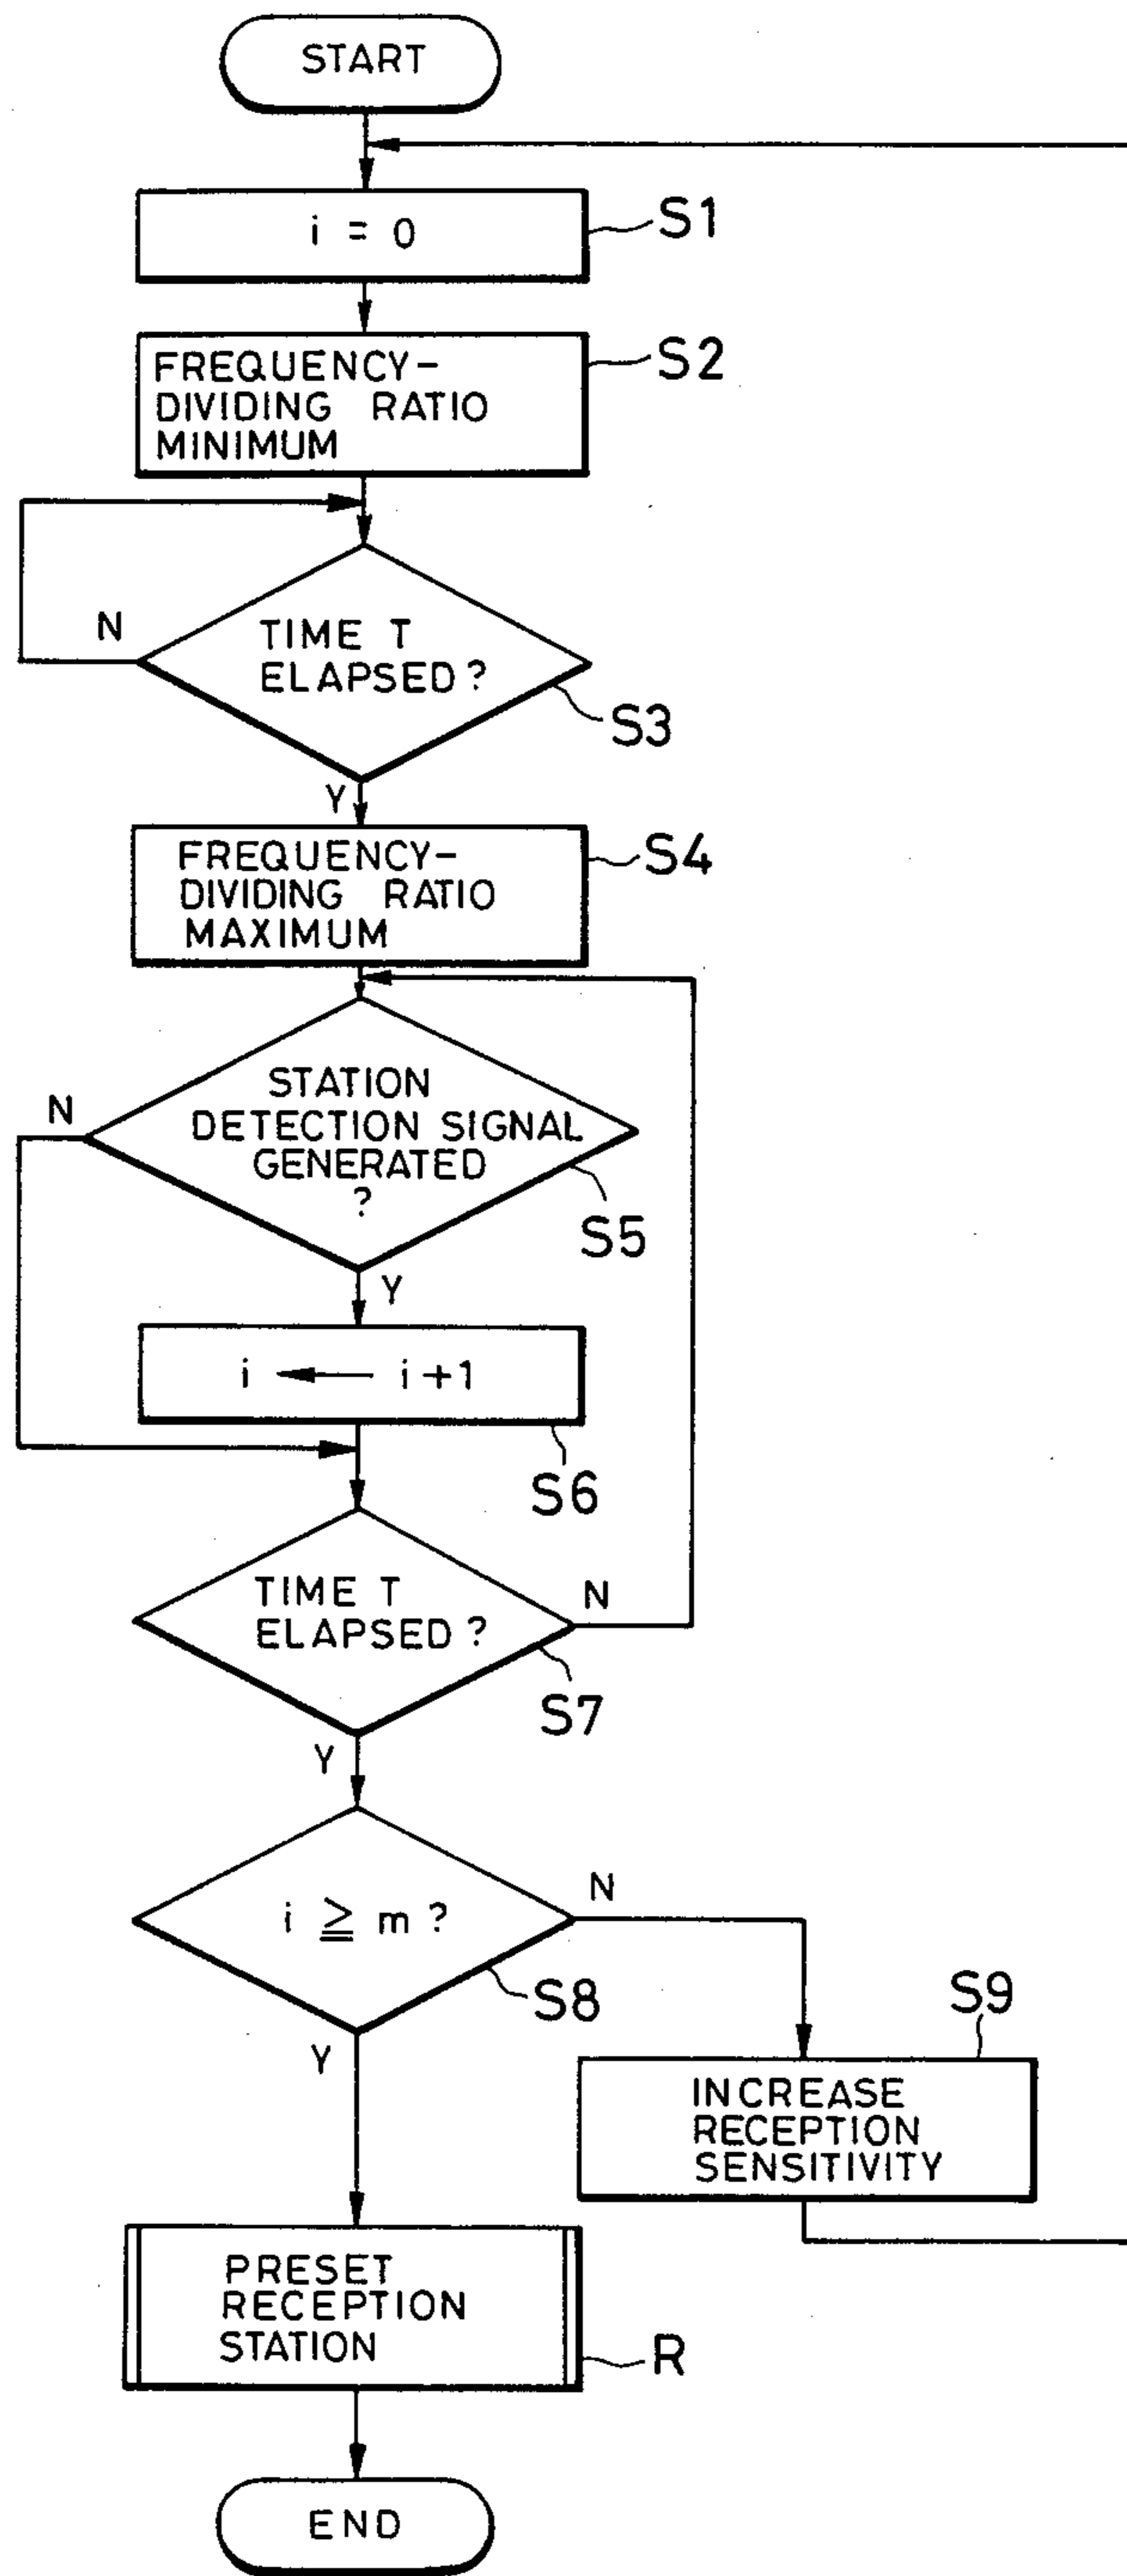 START
i = 0
S1
FREQUENCY-
DIVIDING RATIO
MINIMUM
S2
N
TIME T
ELAPSED?
S3
Y
FREQUENCY-
DIVIDING RATIO
MAXIMUM
S4
N
STATION
DETECTION SIGNAL
GENERATED
?
S5
Y
i ← i+1
S6
TIME T
ELAPSED?
N
S7
Y
i ≧ m ?
N
S8
Y
S9
INCREASE
RECEPTION
SENSITIVITY
PRESET
RECEPTION
STATION
R
END